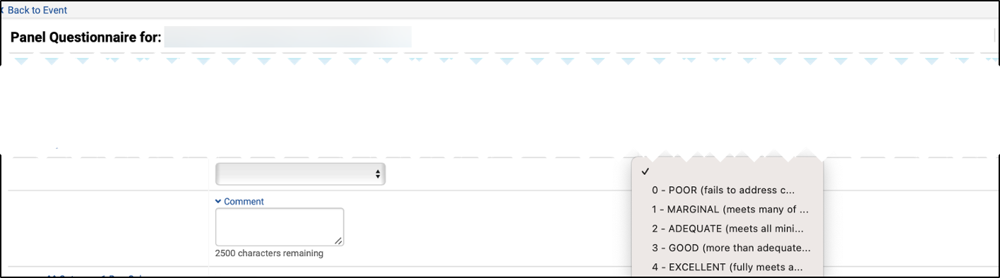 Back to Event
Panel Questionnaire for:
✓
0 - POOR (fails to address c...
Comment
1 - MARGINAL (meets many of ...
2 - ADEQUATE (meets all mini...
3 - GOOD (more than adequate...
2500 characters remaining
4 - EXCELLENT (fully meets a...